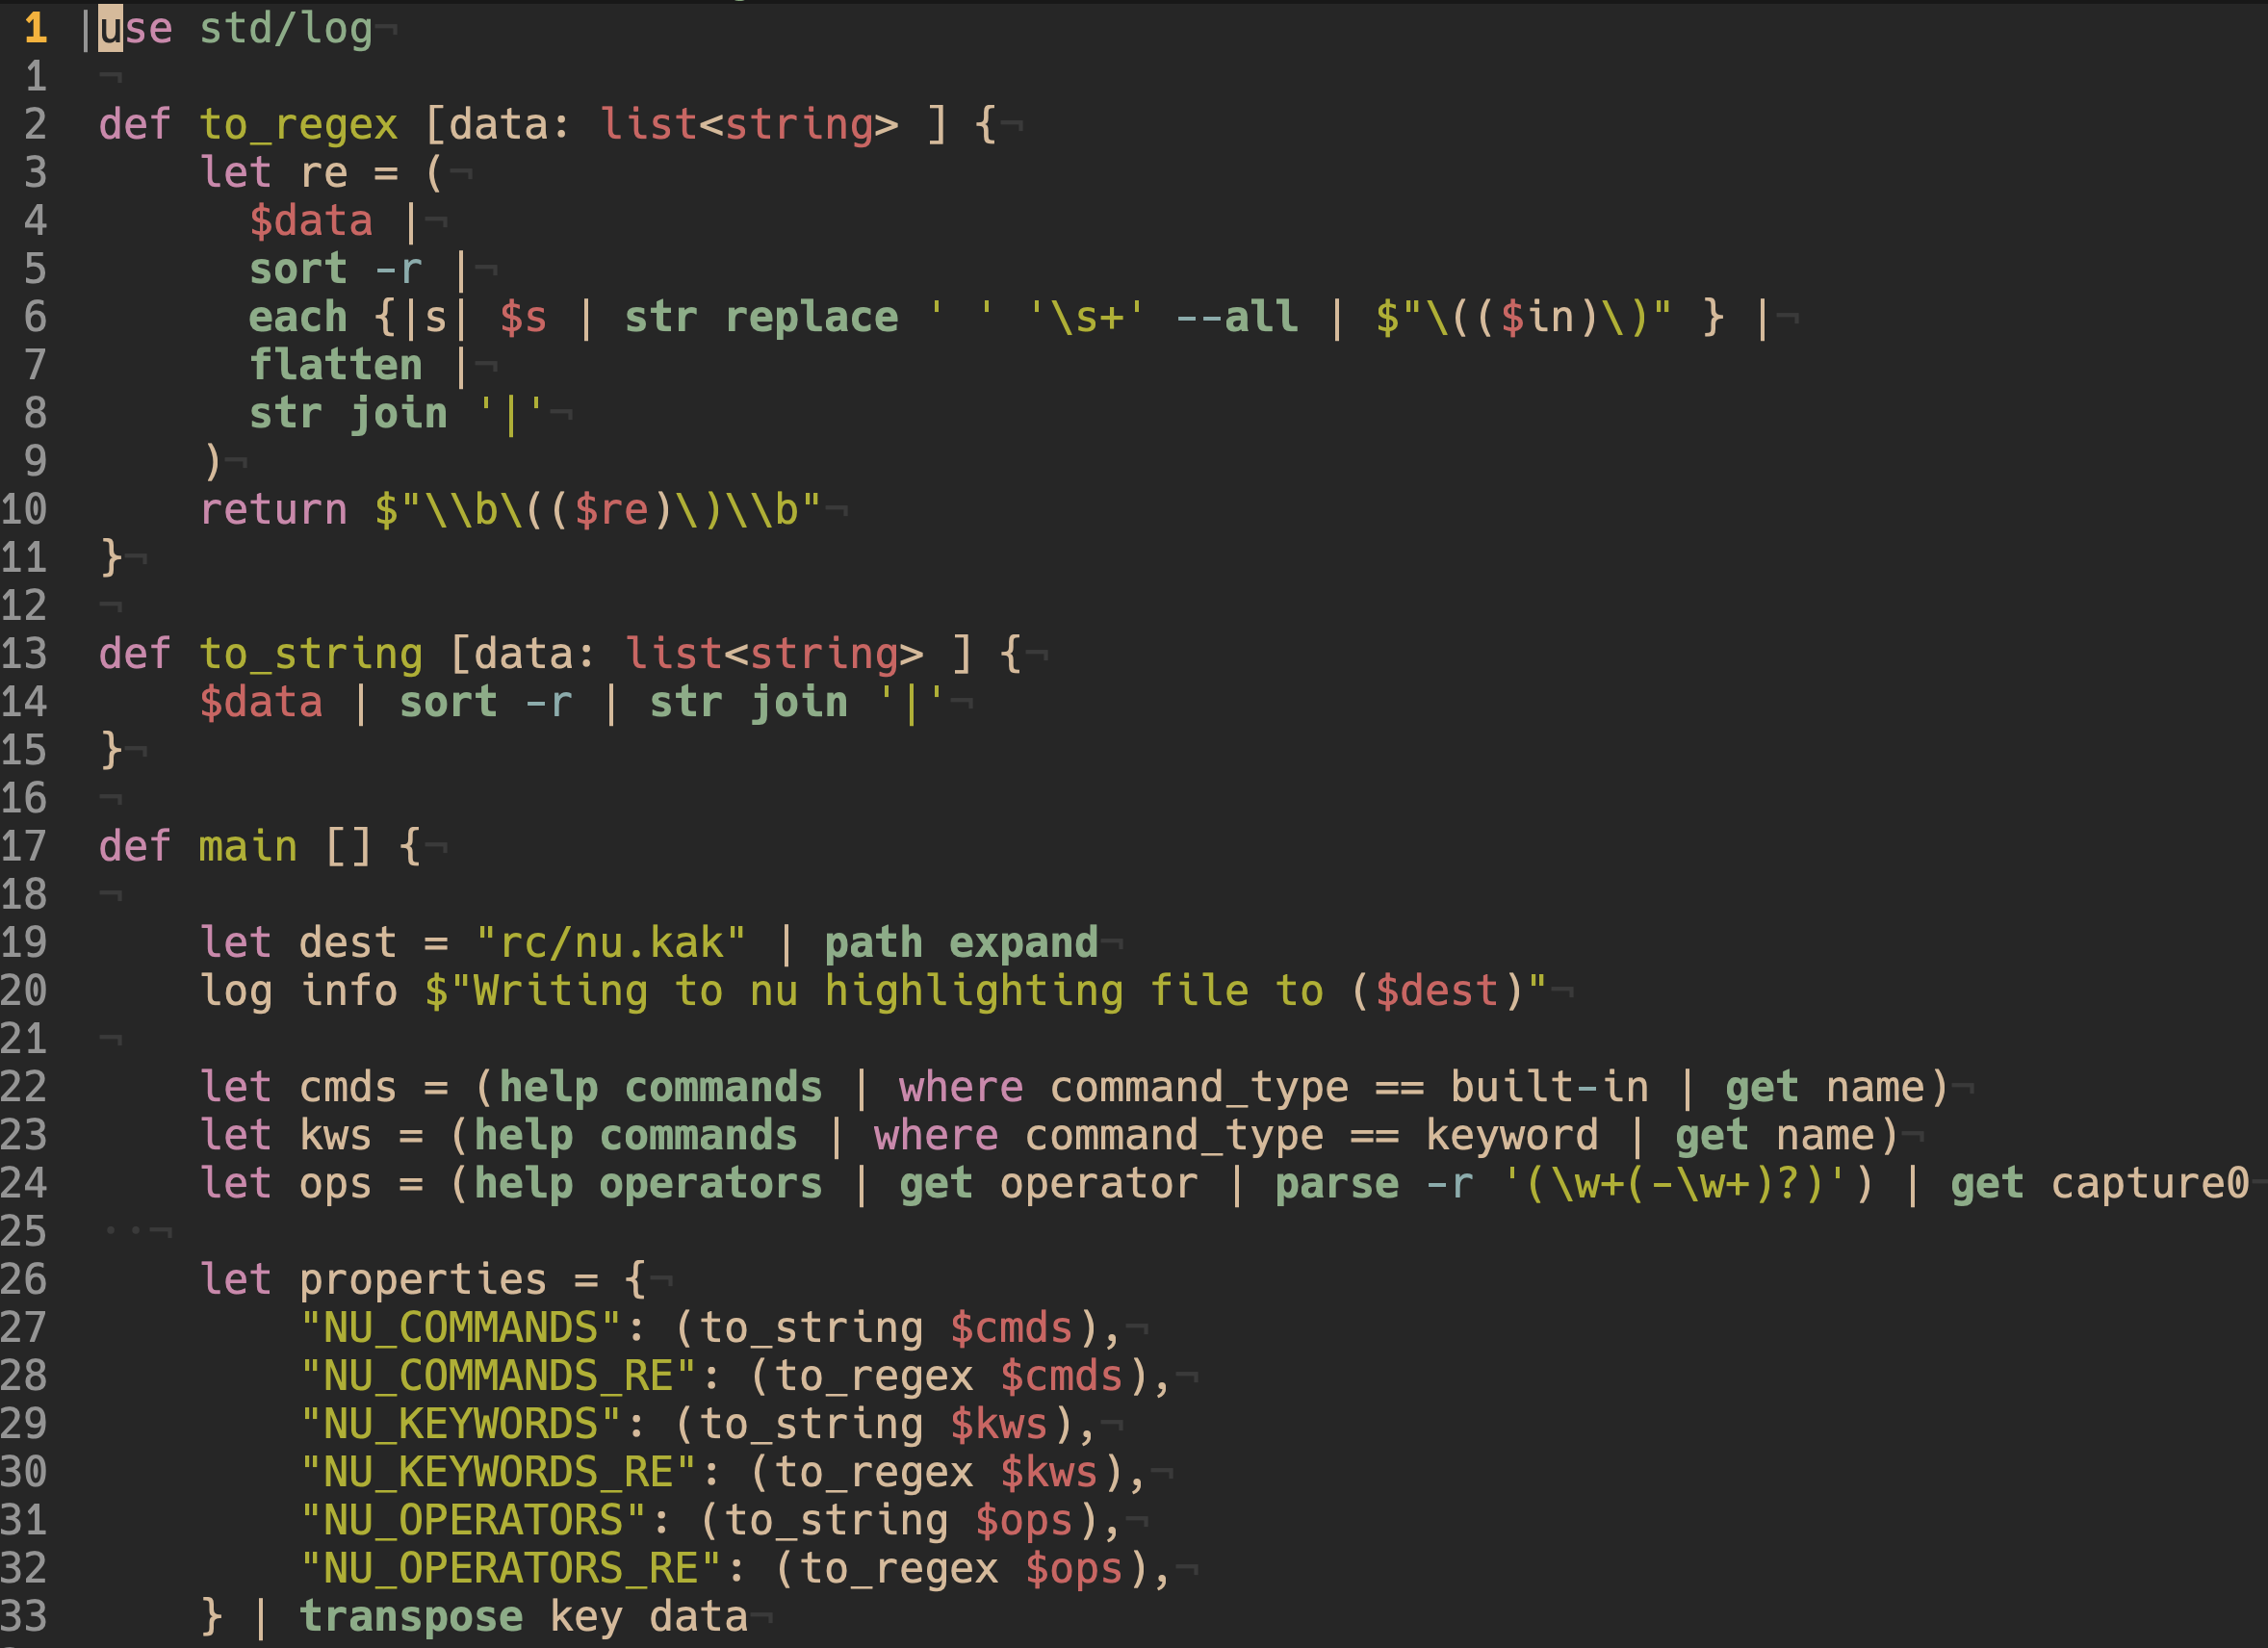 1 use std/log¬
1 ¬
2 def to_regex [data: list<string> ] {¬
3     let re = (¬
4       $data |¬
5       sort -r |¬
6       each {|s| $s | str replace ' ' '\s+' --all | $"\(($in)\)" } |¬
7       flatten |¬
8       str join '|'¬
9     )¬
10     return $"\\b\(($re)\)\\b"¬
11 }¬
12 ¬
13 def to_string [data: list<string> ] {¬
14     $data | sort -r | str join '|'¬
15 }¬
16 ¬
17 def main [] {¬
18 ¬
19     let dest = "rc/nu.kak" | path expand¬
20     log info $"Writing to nu highlighting file to ($dest)"¬
21 ¬
22     let cmds = (help commands | where command_type == built-in | get name)¬
23     let kws = (help commands | where command_type == keyword | get name)¬
24     let ops = (help operators | get operator | parse -r '(\w+(-\w+)?)') | get capture0¬
25 ··¬
26     let properties = {¬
27         "NU_COMMANDS": (to_string $cmds),¬
28         "NU_COMMANDS_RE": (to_regex $cmds),¬
29         "NU_KEYWORDS": (to_string $kws),¬
30         "NU_KEYWORDS_RE": (to_regex $kws),¬
31         "NU_OPERATORS": (to_string $ops),¬
32         "NU_OPERATORS_RE": (to_regex $ops),¬
33     } | transpose key data¬